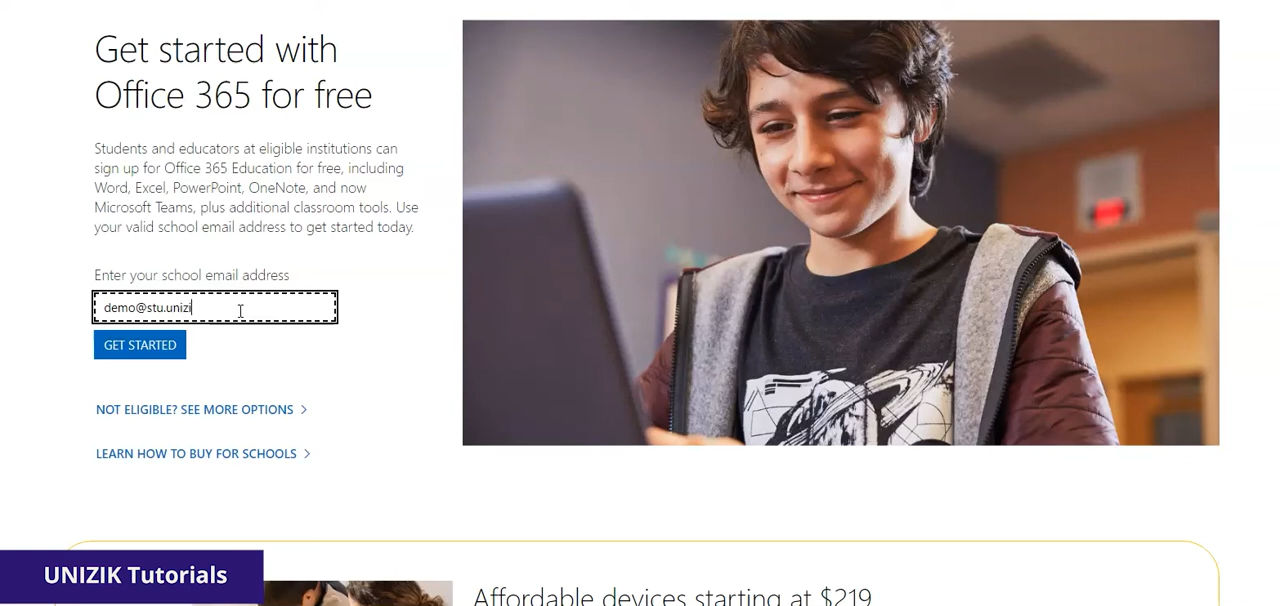 Get started with
Office 365 for free
Students and educators at eligible institutions can
sign up for Office 365 Education for free, including
Word, Excel, PowerPoint, OneNote, and now
Microsoft Teams, plus additional classroom tools. Use
your valid school email address to get started today.
Enter your school email address
demo@stu.unizi
GET STARTED
NOT ELIGIBLE? SEE MORE OPTIONS
LEARN HOW TO BUY FOR SCHOOLS
UNIZIK Tutorials
Affordable devices starting at $219